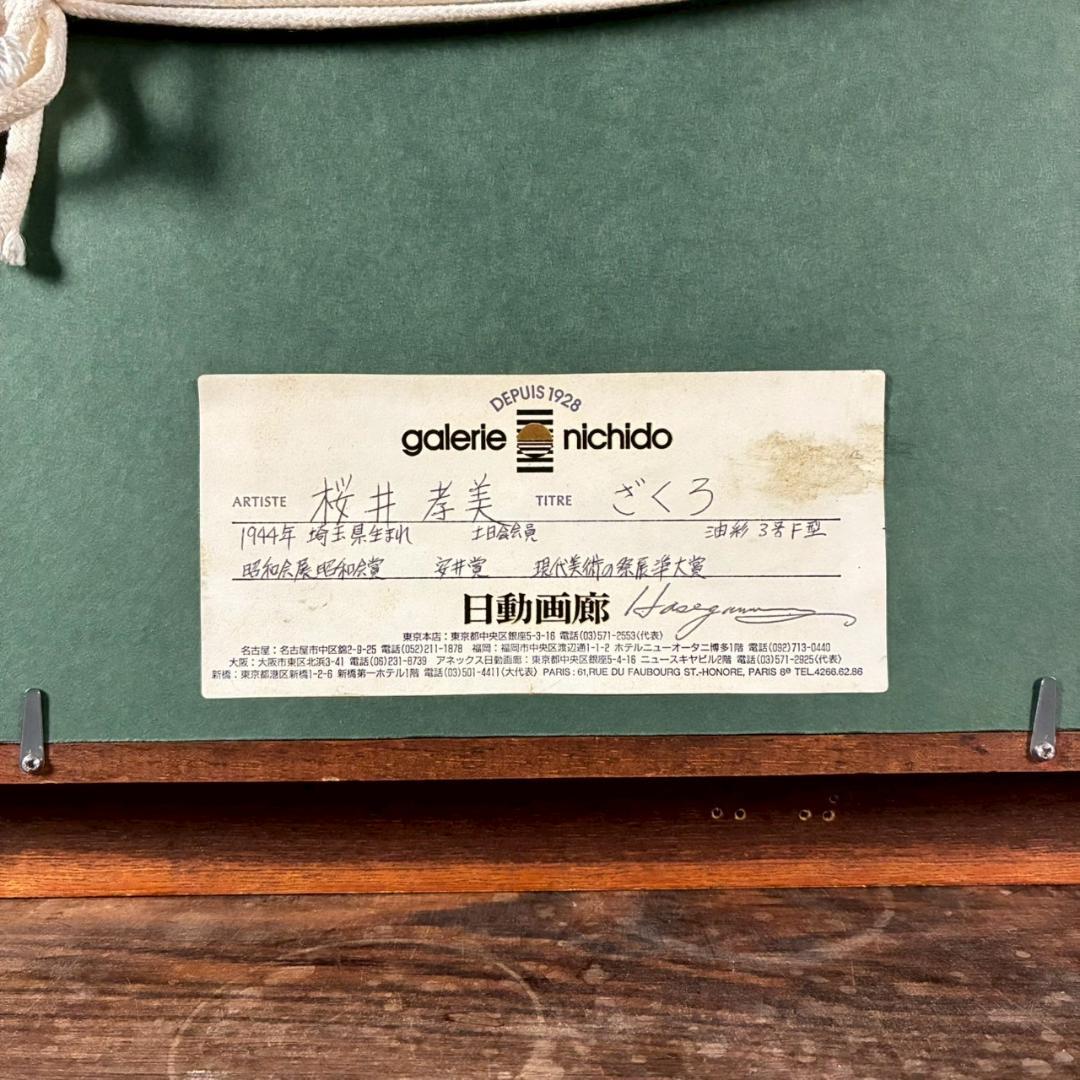 DEPUIS 1928
galerie nichido
ARTISTE 桜井孝美 TITRE ざくろ
1944年 埼玉県生まれ 土日会会員 油彩 3号F型
昭和会展昭和会賞 安井賞 現代美術の祭展準大賞
日動画廊
東京本店：東京都中央区銀座5-3-16 電話(03)571-2553(代表)
名古屋：名古屋市中区錦2-9-25 電話(052)211-1878 福岡：福岡市中央区渡辺通1-1-2 ホテルニューオータニ博多1階 電話(092)713-0440
大阪：大阪市東区北浜3-41 電話(06)231-8739 アネックス日動画廊：東京都中央区銀座5-4-16 ニュースキヤビル2階 電話(03)571-2925(代表)
新橋：東京都港区新橋1-2-6 新橋第一ホテル1階 電話(03)501-4411(大代表) PARIS : 61,RUE DU FAUBOURG ST.-HONORE, PARIS 8e TEL.4266.62.86